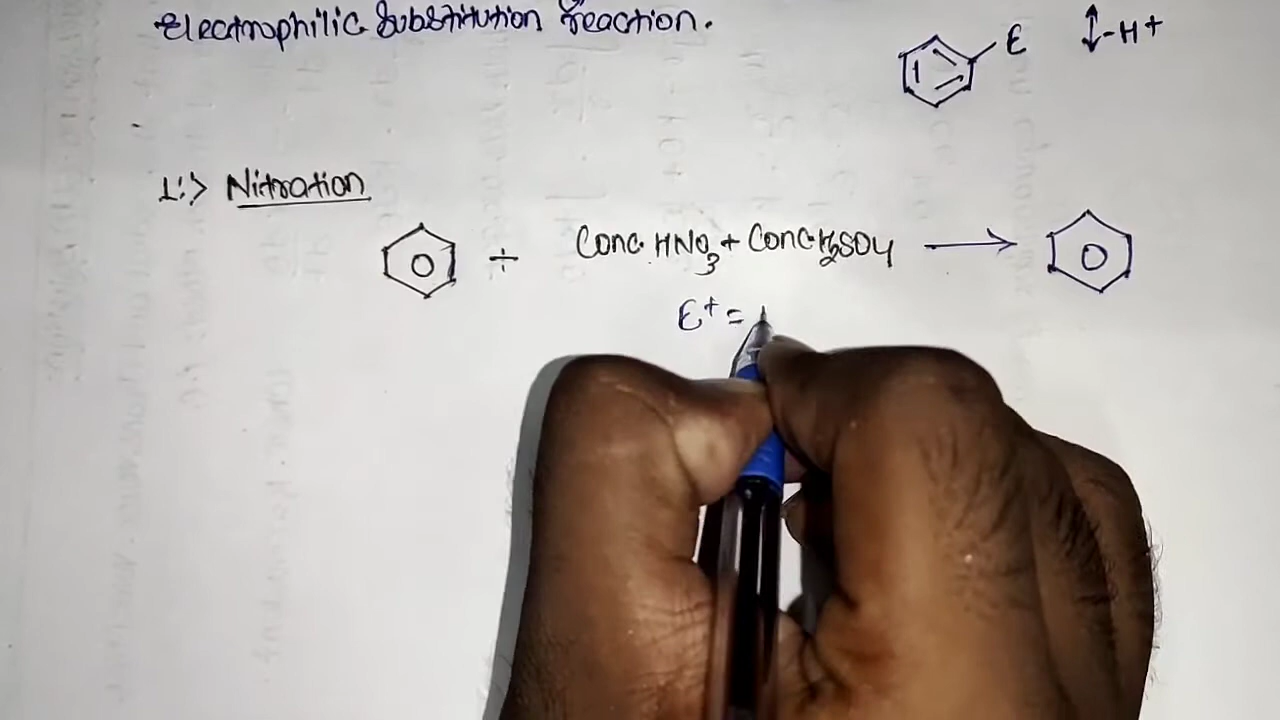 Electrophilic Substitution Reaction.
E ↕-H+
1:> Nitration
+ Conc. HNO3 + Conc. H2SO4 →
E+ =